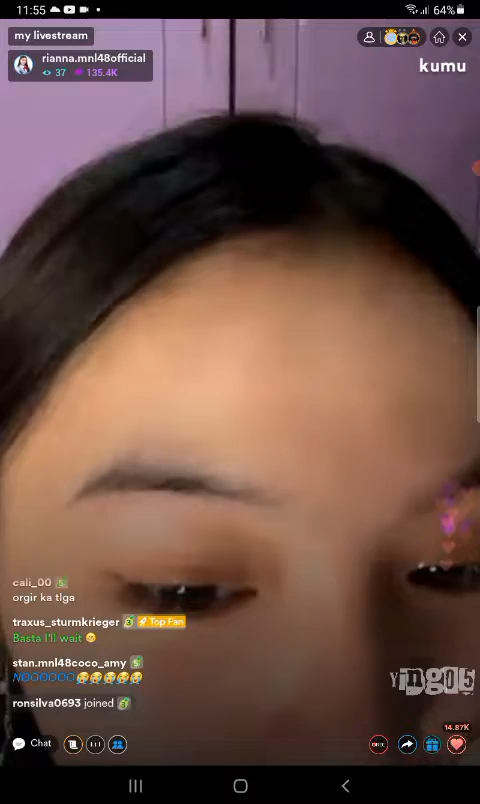 11:55
64%
my livestream
rianna.mnl48official
37 135.4K
kumu
cali_00
orgir ka tlga
traxus_sturmkrieger Top Fan
Basta I'll wait
stan.mnl48coco_amy
NOOOOOO
ronsilva0693 joined
Ying05
14.87K
Chat